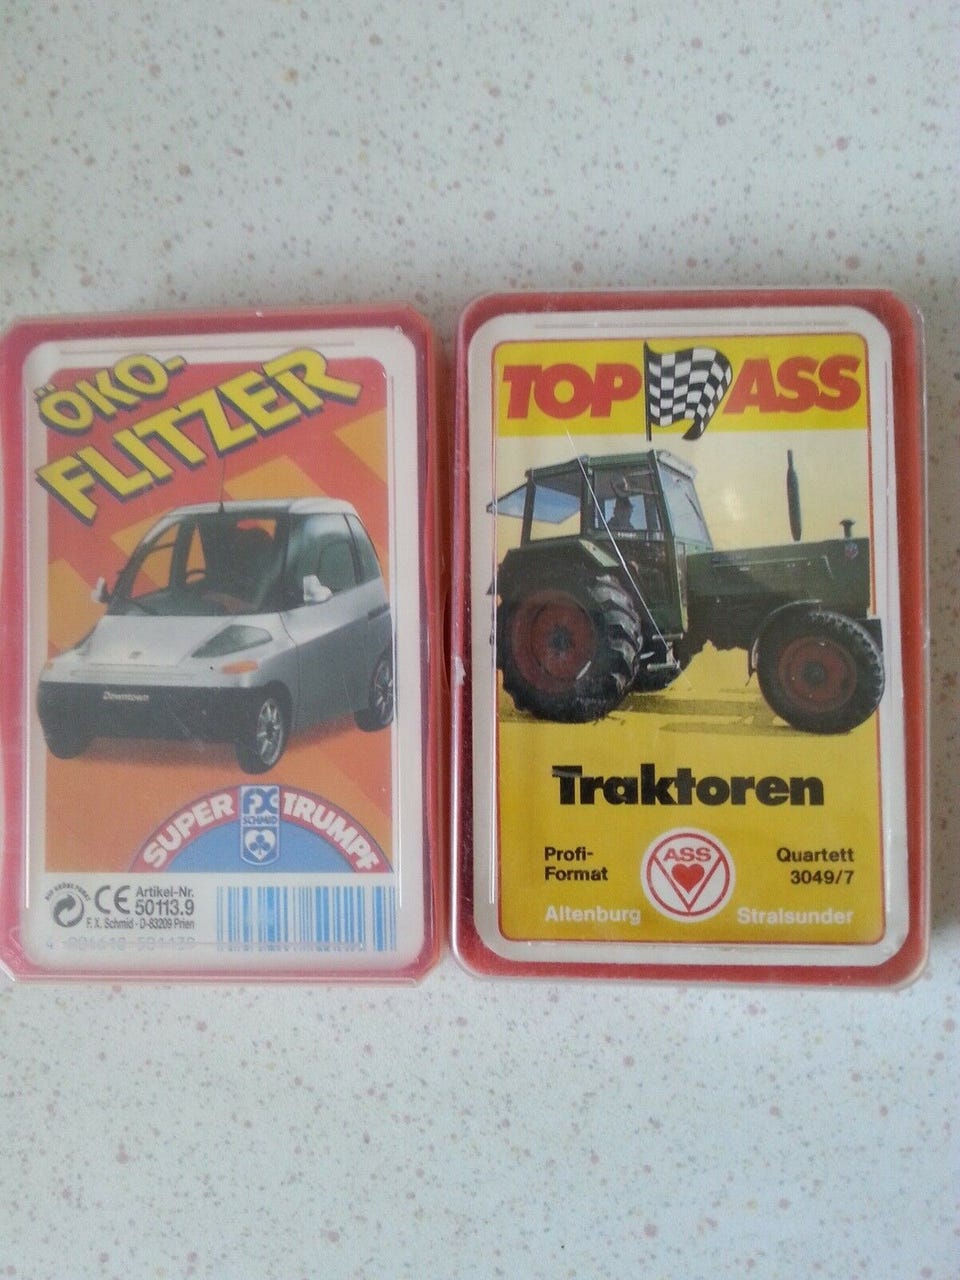 ÖKO-
FLITZER
Downtown
SUPER TRUMPF
FX
SCHMID
CE
Artikel-Nr.
50113.9
F. X. Schmid · D-83209 Prien
TOP ASS
Traktoren
Profi-
Format
ASS
Quartett
3049/7
Altenburg
Stralsunder